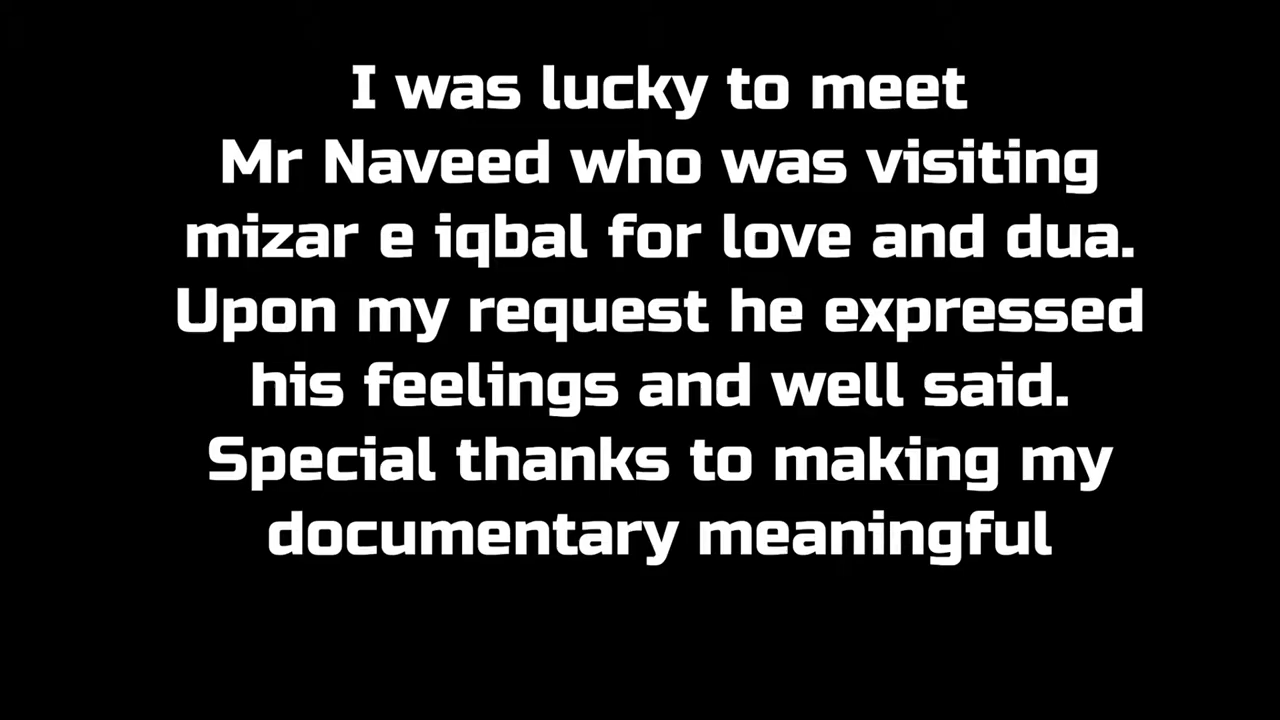 I was lucky to meet
Mr Naveed who was visiting
mizar e iqbal for love and dua.
Upon my request he expressed
his feelings and well said.
Special thanks to making my
documentary meaningful